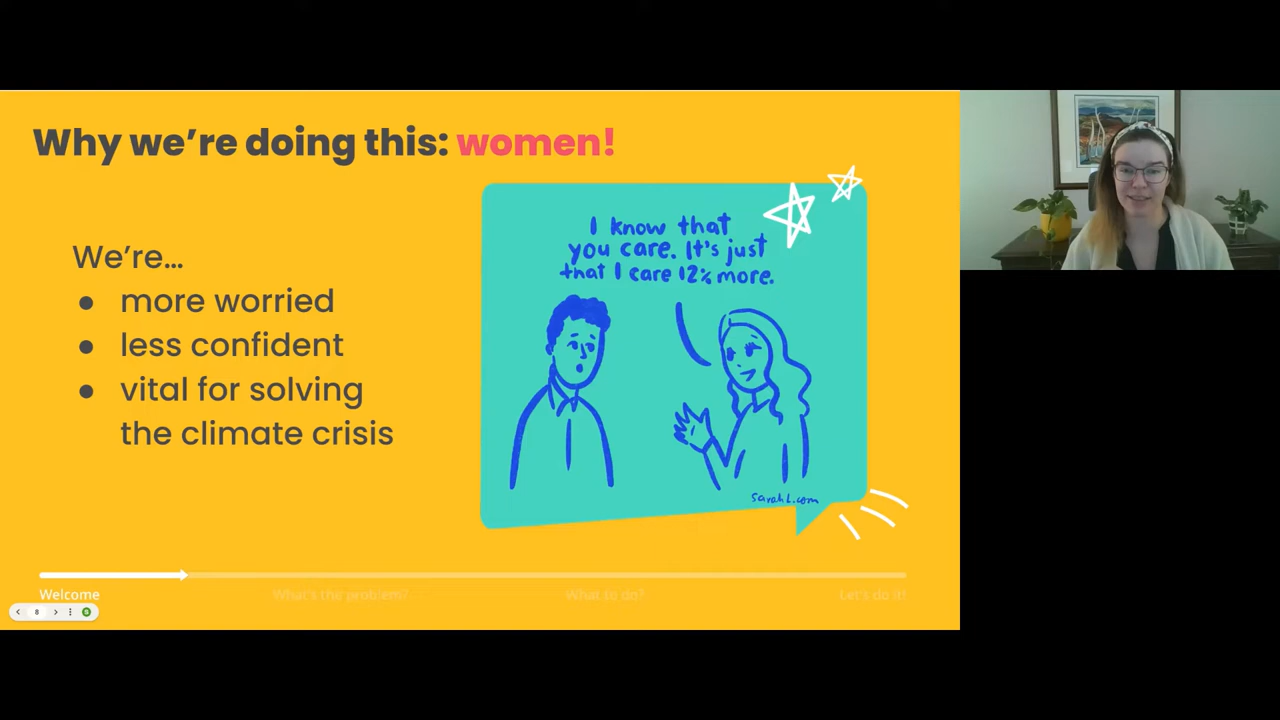 Why we're doing this: women!
We're...
● more worried
● less confident
● vital for solving
the climate crisis
I know that
you care. It's just
that I care 12% more.
sarahl.com
Welcome
What's the problem?
What to do?
Let's do it!
8